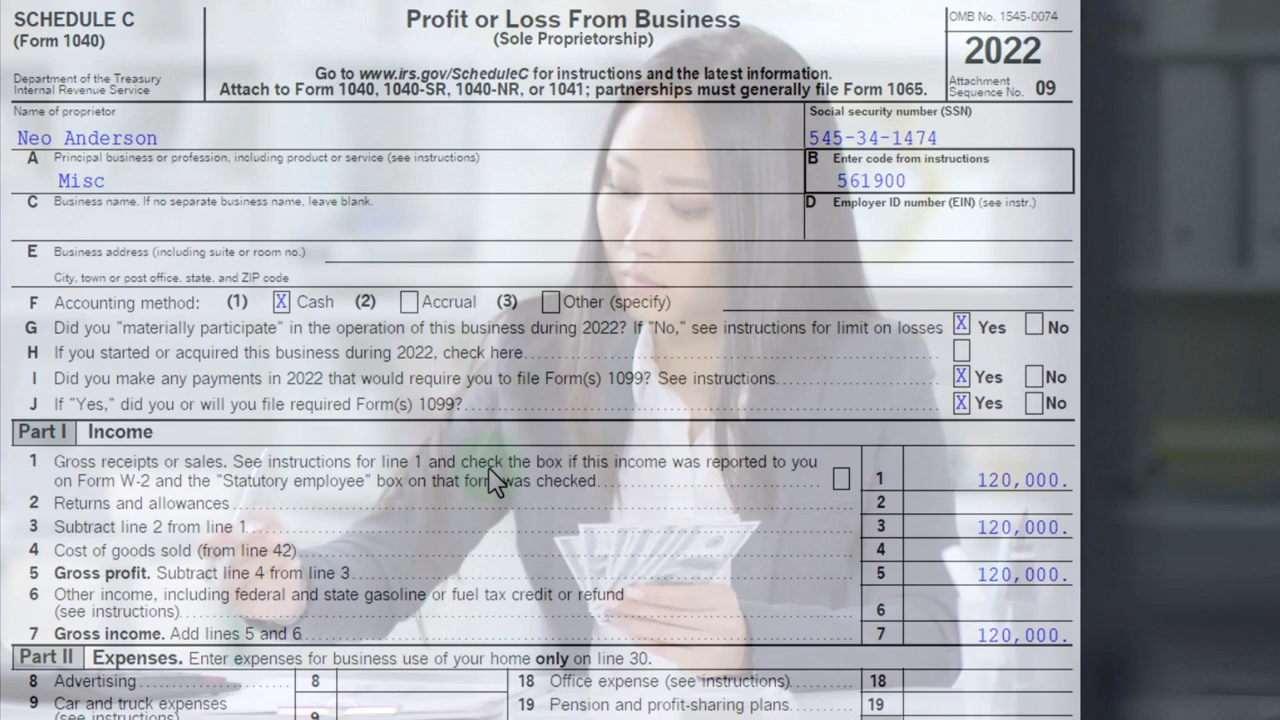 SCHEDULE C
(Form 1040)
Department of the Treasury
Internal Revenue Service
Profit or Loss From Business
(Sole Proprietorship)
Go to www.irs.gov/ScheduleC for instructions and the latest information.
Attach to Form 1040, 1040-SR, 1040-NR, or 1041; partnerships must generally file Form 1065.
OMB No. 1545-0074
2022
Attachment
Sequence No. 09
Name of proprietor
Neo Anderson
Social security number (SSN)
545-34-1474
A Principal business or profession, including product or service (see instructions)
Misc
B Enter code from instructions
561900
C Business name. If no separate business name, leave blank.
D Employer ID number (EIN) (see instr.)
E Business address (including suite or room no.)
City, town or post office, state, and ZIP code
F Accounting method: (1) X Cash (2) Accrual (3) Other (specify)
G Did you "materially participate" in the operation of this business during 2022? If "No," see instructions for limit on losses X Yes No
H If you started or acquired this business during 2022, check here
I Did you make any payments in 2022 that would require you to file Form(s) 1099? See instructions. X Yes No
J If "Yes," did you or will you file required Form(s) 1099? X Yes No
Part I Income
1 Gross receipts or sales. See instructions for line 1 and check the box if this income was reported to you
on Form W-2 and the "Statutory employee" box on that form was checked 1 120,000.
2 Returns and allowances 2
3 Subtract line 2 from line 1 3 120,000.
4 Cost of goods sold (from line 42) 4
5 Gross profit. Subtract line 4 from line 3 5 120,000.
6 Other income, including federal and state gasoline or fuel tax credit or refund
(see instructions) 6
7 Gross income. Add lines 5 and 6 7 120,000.
Part II Expenses. Enter expenses for business use of your home only on line 30.
8 Advertising 8 18 Office expense (see instructions) 18
9 Car and truck expenses 19 Pension and profit-sharing plans 19
(see instructions) 9